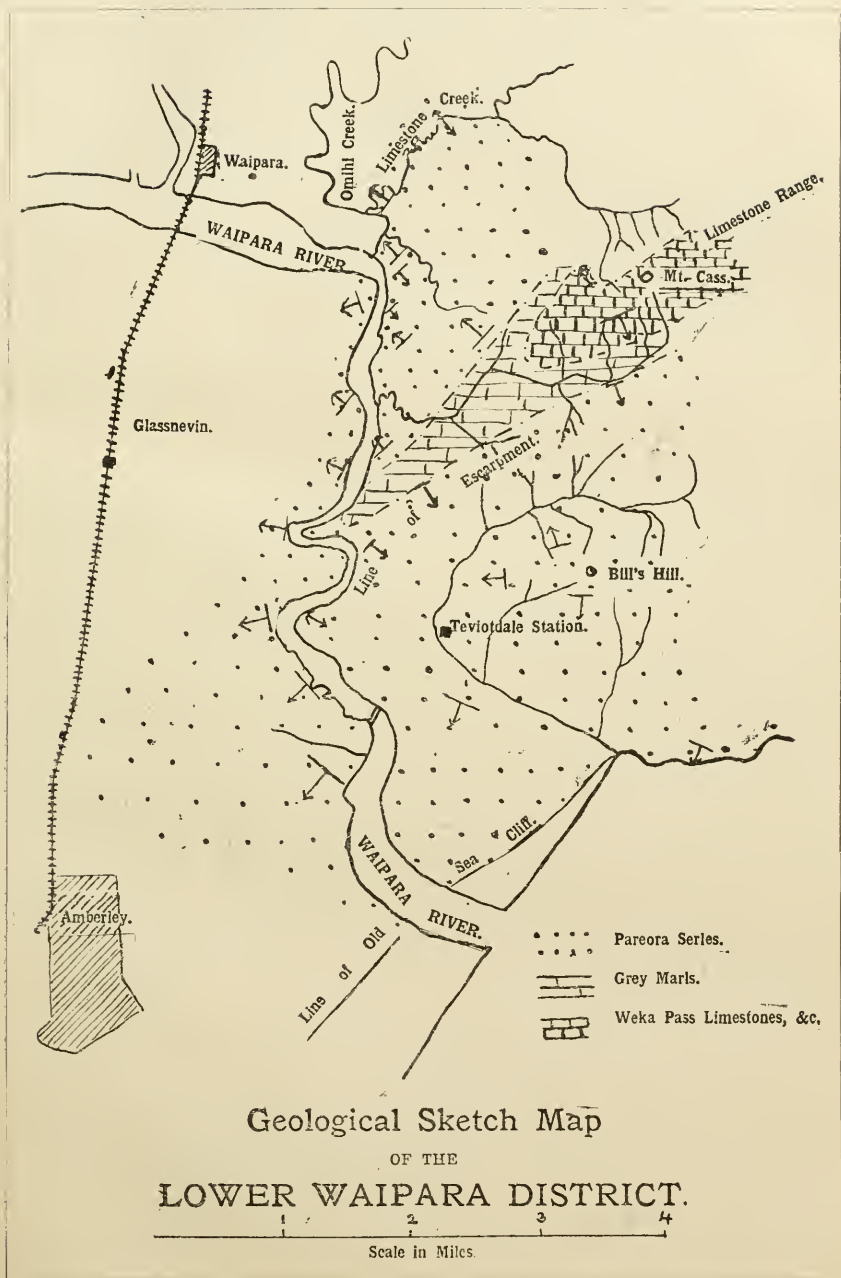 Creek.
Limestone
Omihi Creek.
Waipara.
Limestone Range.
WAIPARA RIVER
Mt. Cass.
Glassnevin.
Line of Escarpment.
Bill's Hill.
Teviotdale Station.
Sea Cliff.
WAIPARA RIVER.
Amberley.
Line of Old
Pareora Series.
Grey Marls.
Weka Pass Limestones, &c.
Geological Sketch Map
OF THE
LOWER WAIPARA DISTRICT.
1 2 3 4
Scale in Miles.